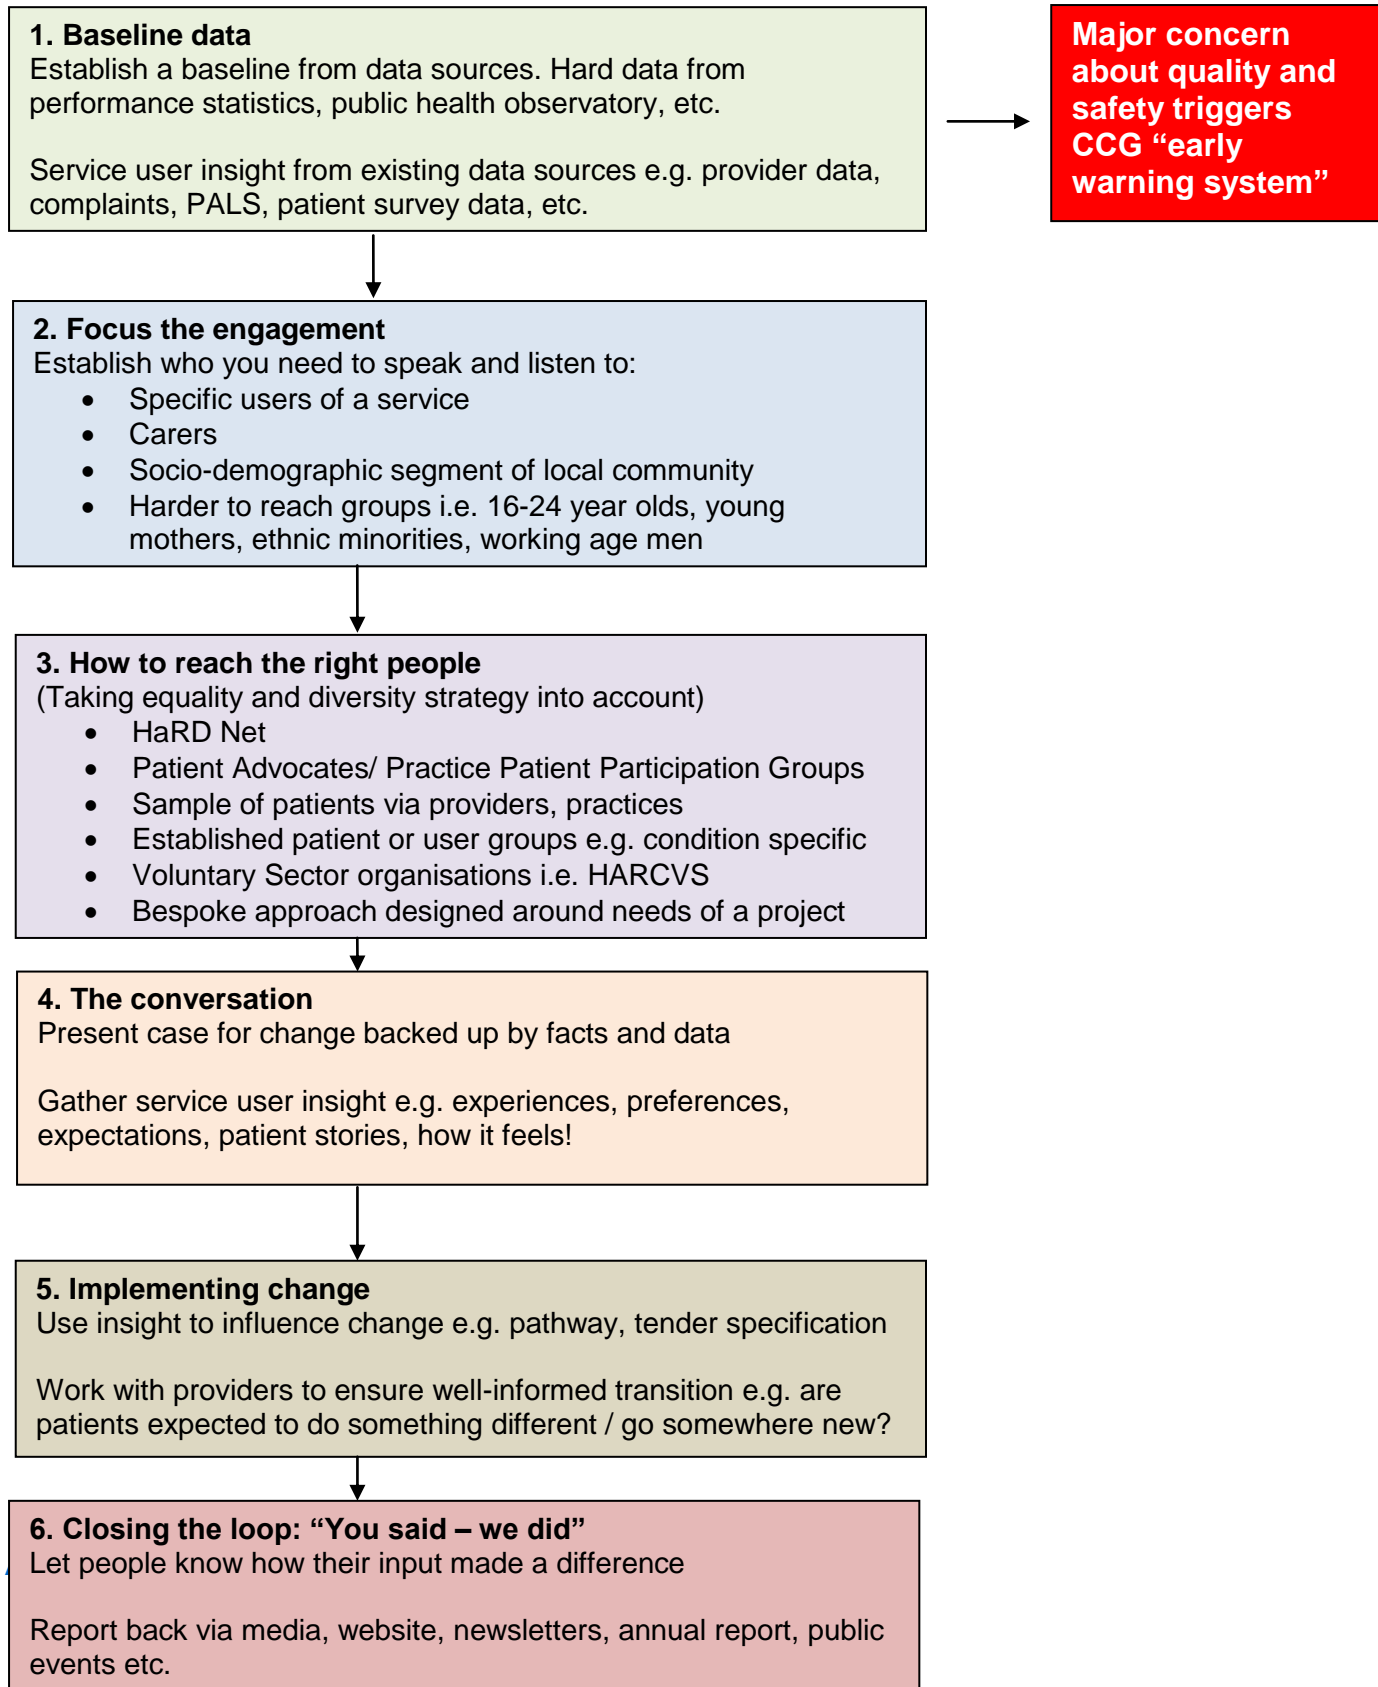 1. Baseline data
Establish a baseline from data sources. Hard data from
performance statistics, public health observatory, etc.
Service user insight from existing data sources e.g. provider data,
complaints, PALS, patient survey data, etc.
Major concern
about quality and
safety triggers
CCG “early
warning system”
2. Focus the engagement
Establish who you need to speak and listen to:
• Specific users of a service
• Carers
• Socio-demographic segment of local community
• Harder to reach groups i.e. 16-24 year olds, young
mothers, ethnic minorities, working age men
3. How to reach the right people
(Taking equality and diversity strategy into account)
• HaRD Net
• Patient Advocates/ Practice Patient Participation Groups
• Sample of patients via providers, practices
• Established patient or user groups e.g. condition specific
• Voluntary Sector organisations i.e. HARCVS
• Bespoke approach designed around needs of a project
4. The conversation
Present case for change backed up by facts and data
Gather service user insight e.g. experiences, preferences,
expectations, patient stories, how it feels!
5. Implementing change
Use insight to influence change e.g. pathway, tender specification
Work with providers to ensure well-informed transition e.g. are
patients expected to do something different / go somewhere new?
6. Closing the loop: “You said – we did”
Let people know how their input made a difference
Report back via media, website, newsletters, annual report, public
events etc.